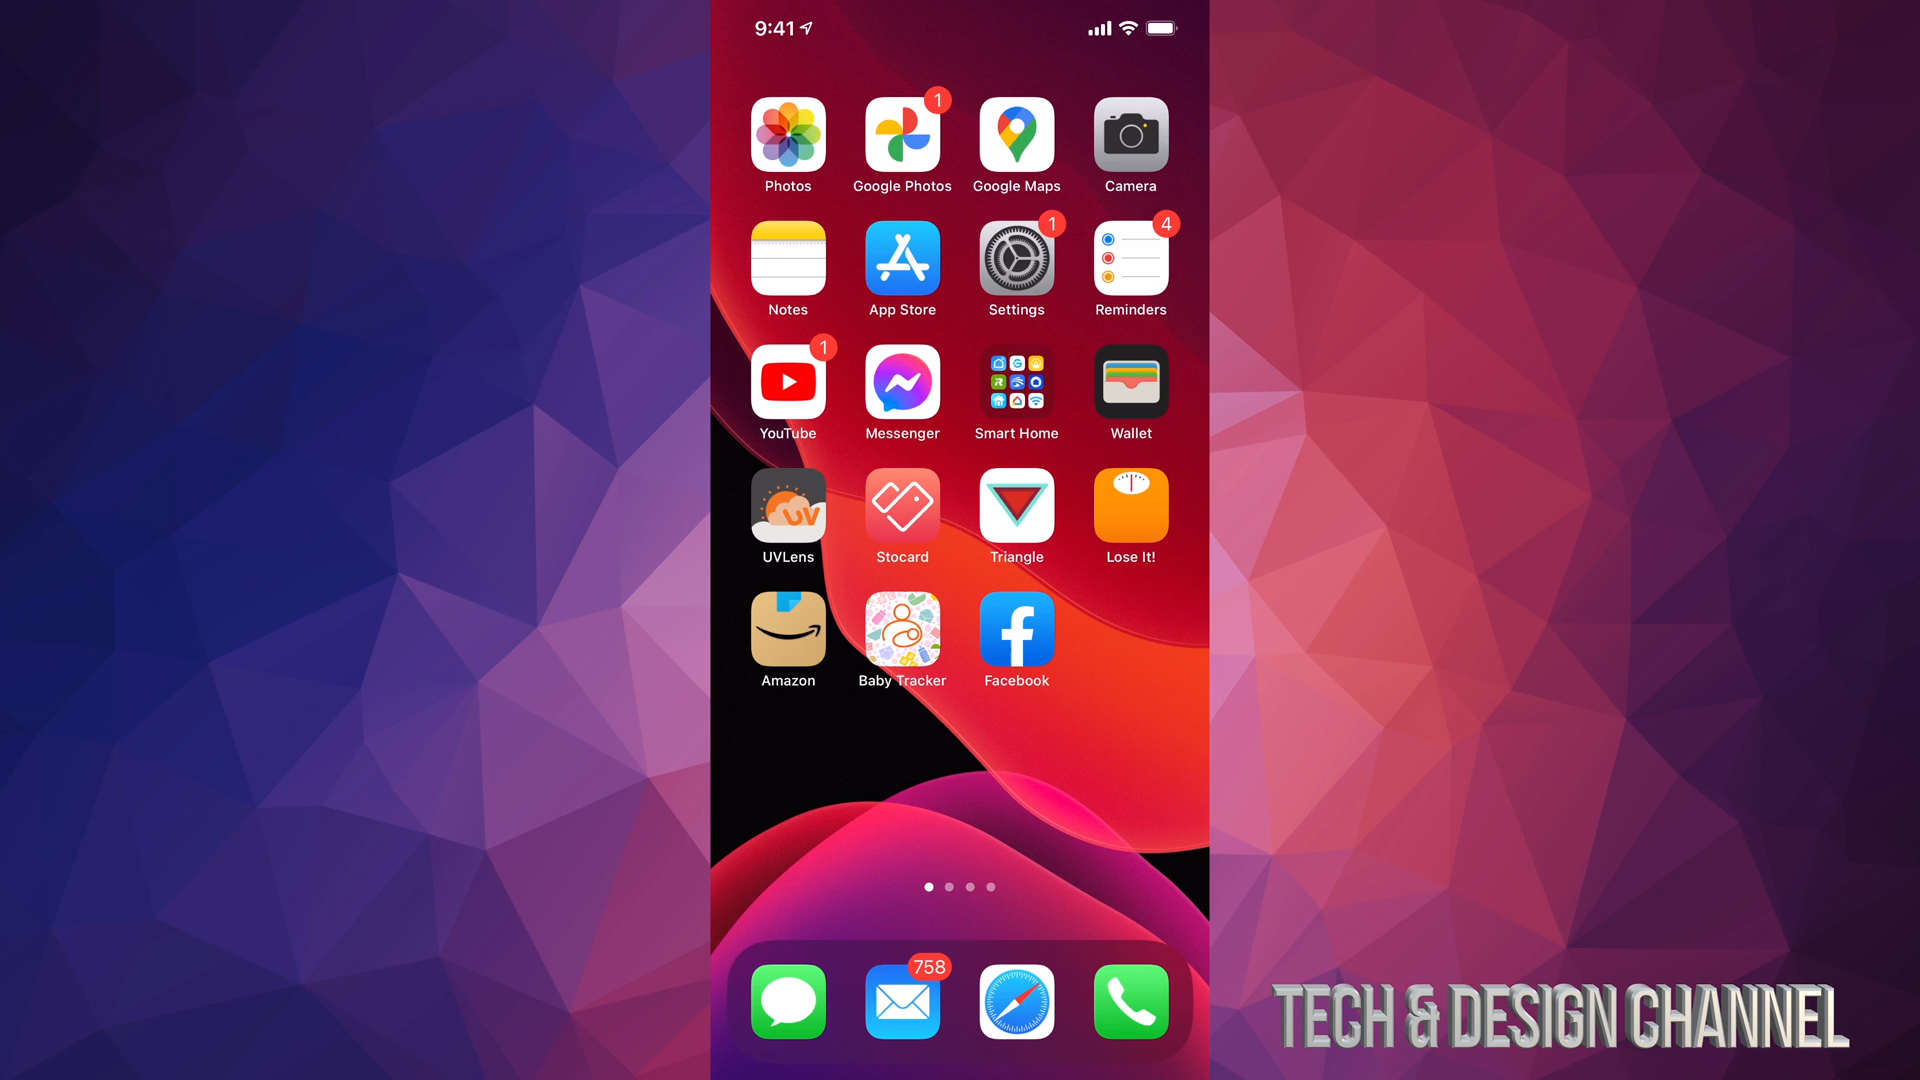 9:41
1
Photos Google Photos Google Maps Camera
1 4
Notes App Store Settings Reminders
1
YouTube Messenger Smart Home Wallet
UV
UVLens Stocard Triangle Lose It!
Amazon Baby Tracker Facebook
758
TECH & DESIGN CHANNEL